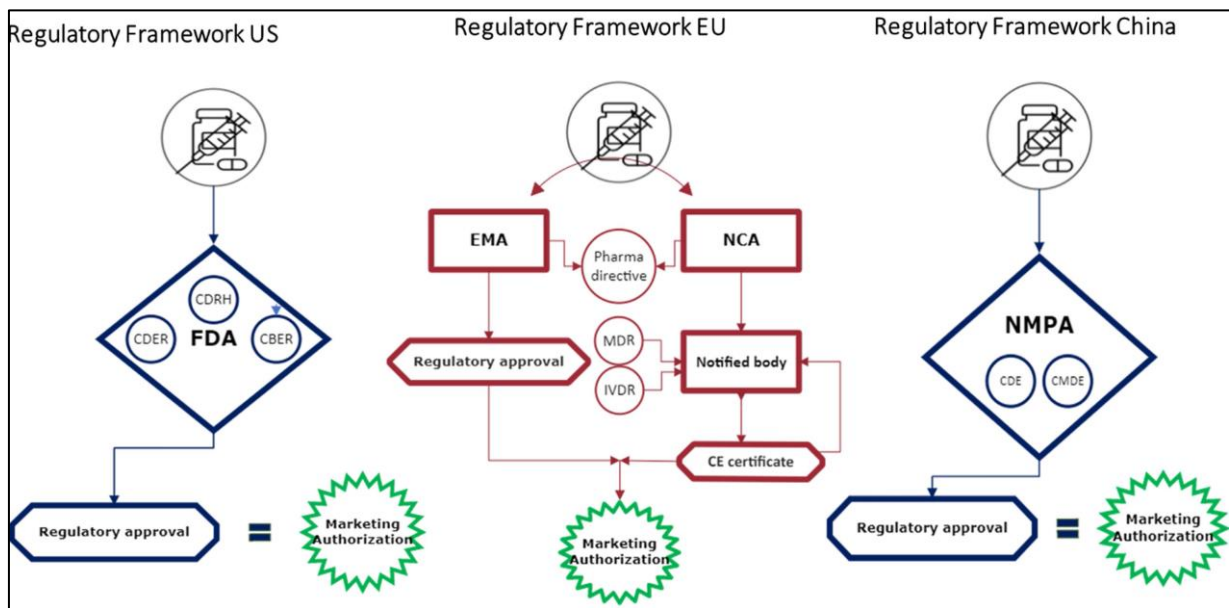 Regulatory Framework US
Regulatory Framework EU
Regulatory Framework China
CDRH
CDER
FDA
CBER
Regulatory approval
=
Marketing
Authorization
EMA
NCA
Pharma
directive
Regulatory approval
MDR
IVDR
Notified body
CE certificate
Marketing
Authorization
NMPA
CDE
CMDE
Regulatory approval
=
Marketing
Authorization